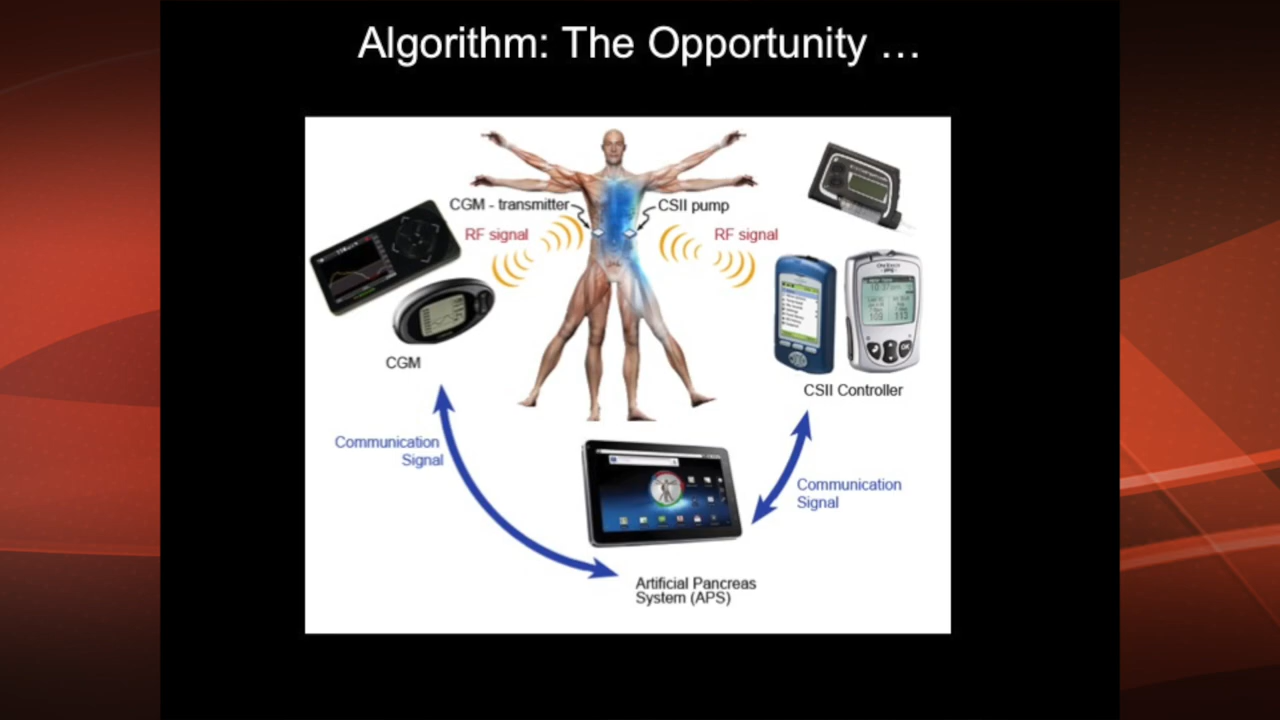 Algorithm: The Opportunity …
CGM - transmitter
CSII pump
RF signal
RF signal
CGM
CSII Controller
Communication
Signal
Communication
Signal
Artificial Pancreas
System (APS)